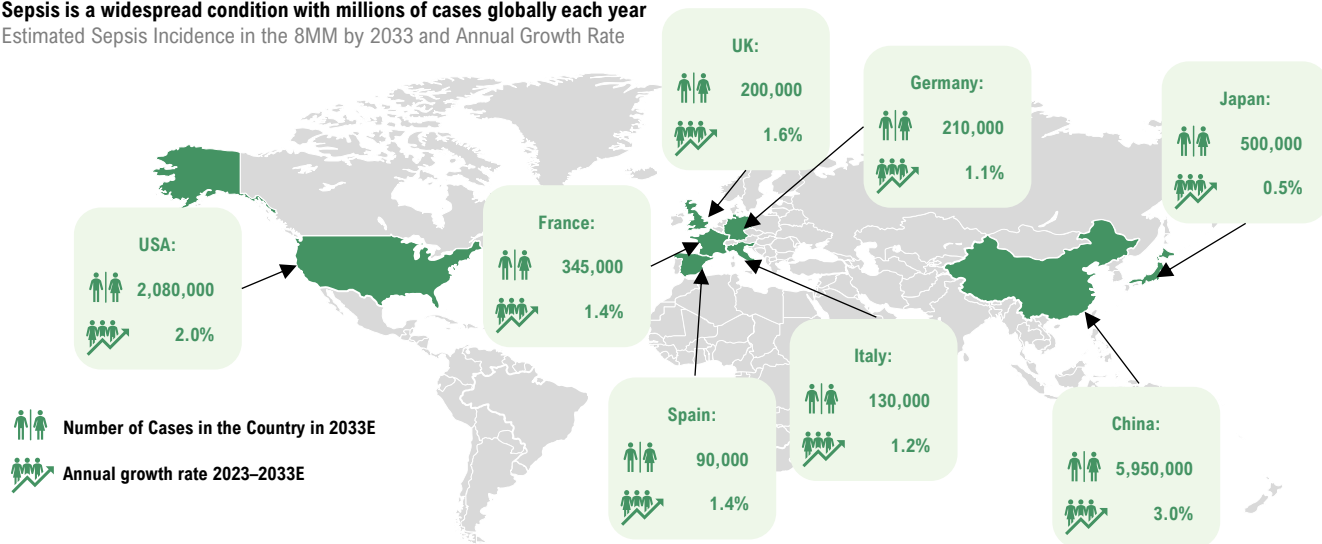 Sepsis is a widespread condition with millions of cases globally each year
Estimated Sepsis Incidence in the 8MM by 2033 and Annual Growth Rate
UK:
200,000
1.6%
Germany:
210,000
1.1%
Japan:
500,000
0.5%
France:
345,000
1.4%
USA:
2,080,000
2.0%
Italy:
130,000
1.2%
Spain:
90,000
1.4%
China:
5,950,000
3.0%
Number of Cases in the Country in 2033E
Annual growth rate 2023–2033E